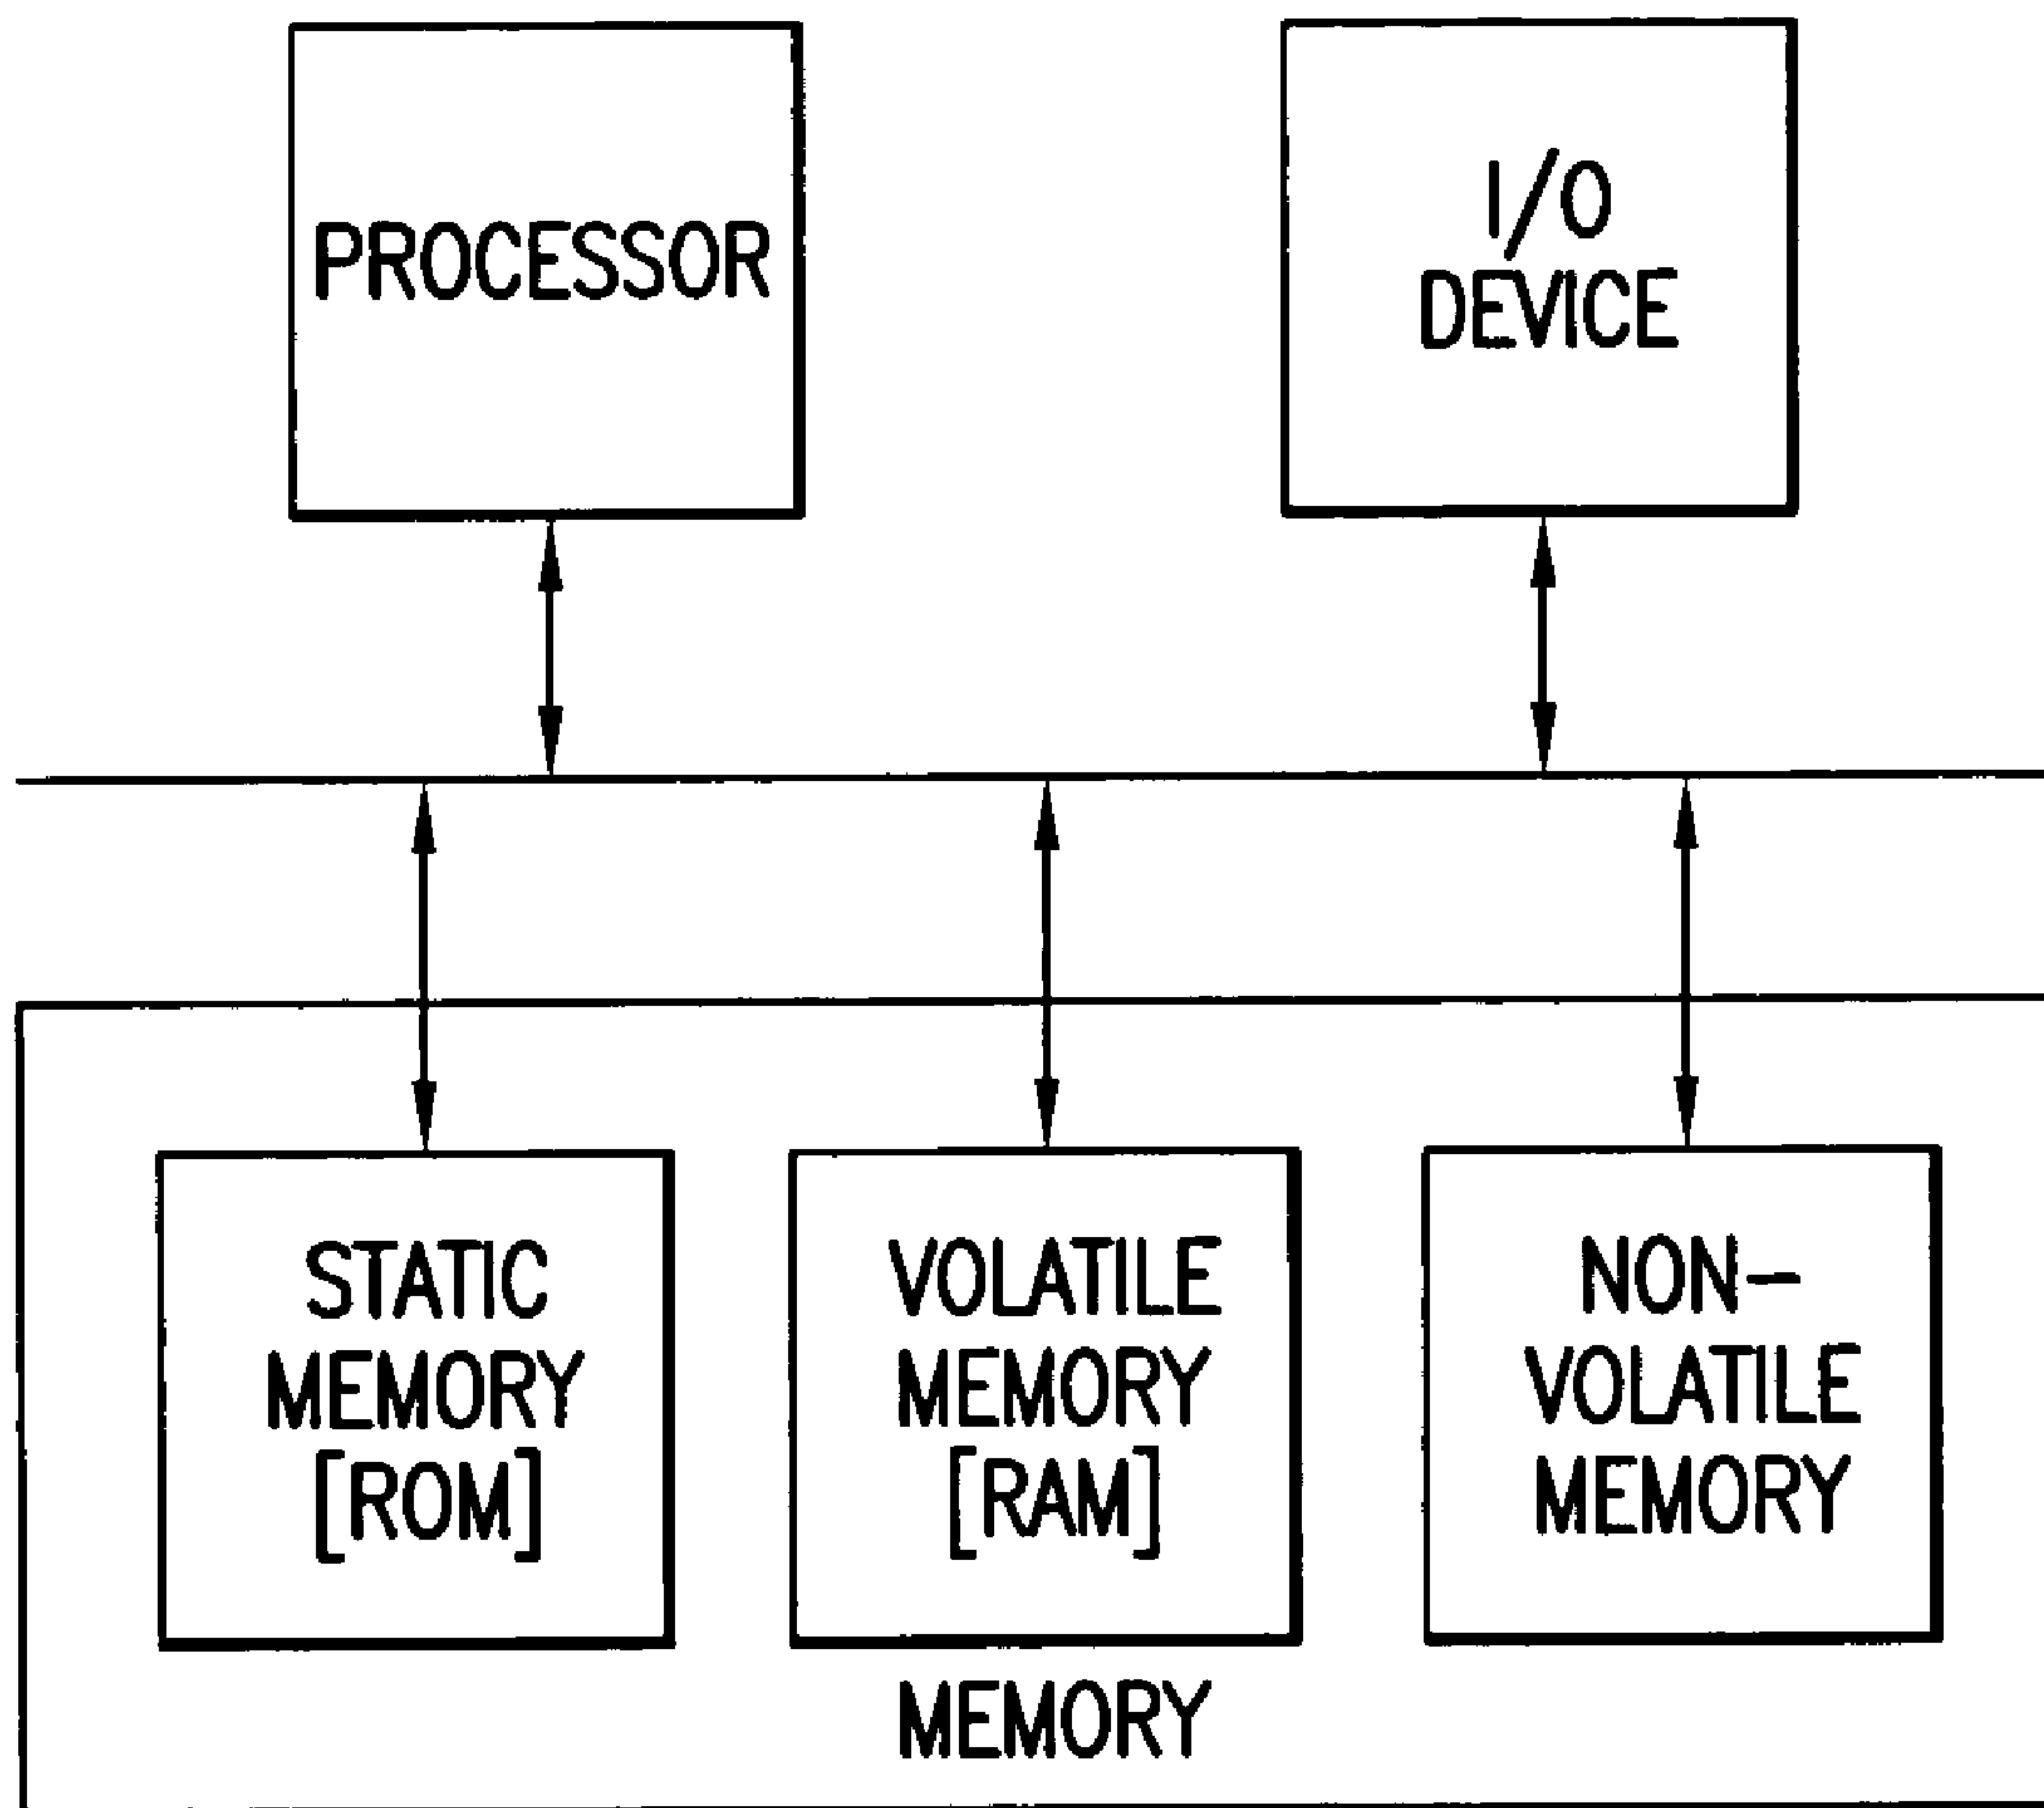 PROCESSOR
I/O
DEVICE
STATIC
MEMORY
[ROM]
VOLATILE
MEMORY
[RAM]
NON-
VOLATILE
MEMORY
MEMORY